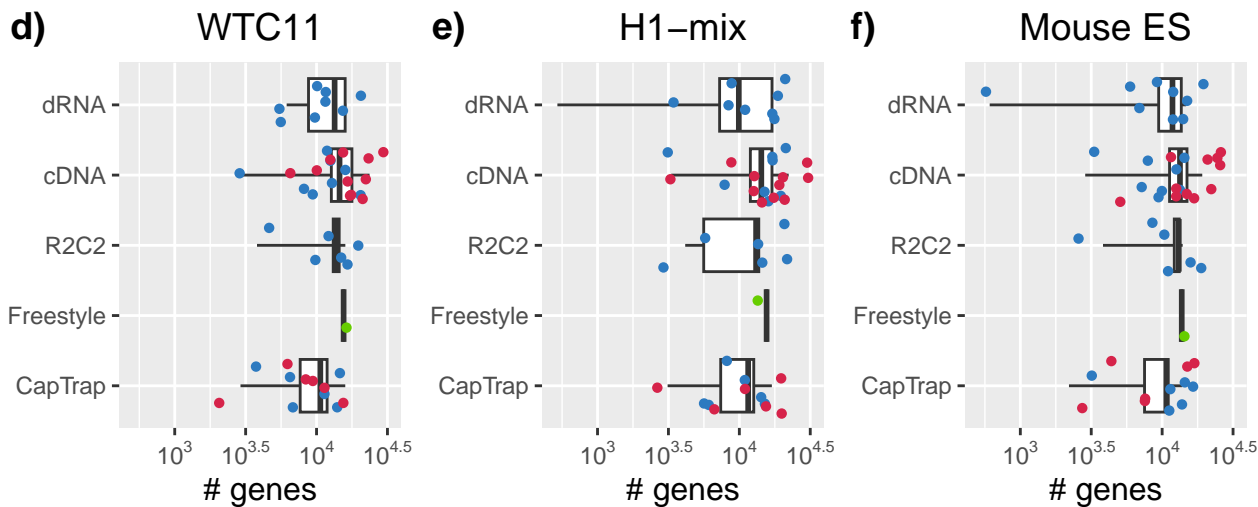 d) WTC11
dRNA
cDNA
R2C2
Freestyle
CapTrap
10^3 10^3.5 10^4 10^4.5
# genes
e) H1−mix
dRNA
cDNA
R2C2
Freestyle
CapTrap
10^3 10^3.5 10^4 10^4.5
# genes
f) Mouse ES
dRNA
cDNA
R2C2
Freestyle
CapTrap
10^3 10^3.5 10^4 10^4.5
# genes